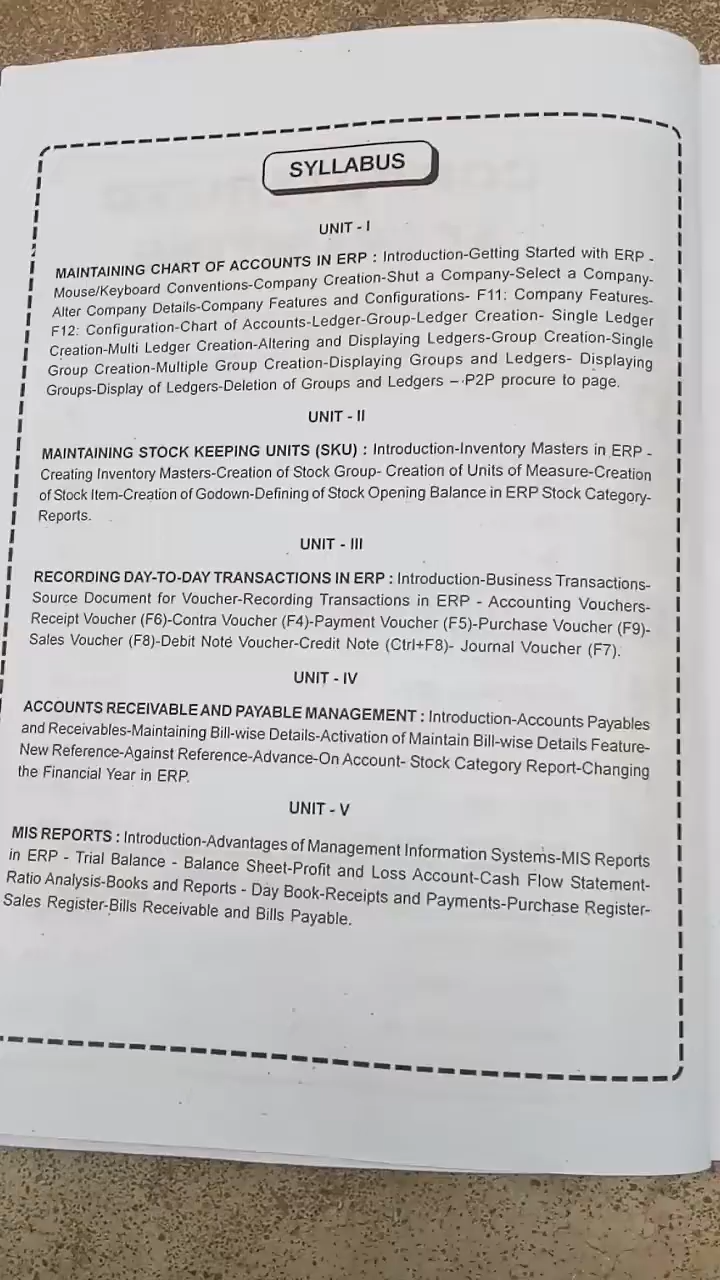 SYLLABUS
UNIT - I
MAINTAINING CHART OF ACCOUNTS IN ERP : Introduction-Getting Started with ERP -
Mouse/Keyboard Conventions-Company Creation-Shut a Company-Select a Company-
Alter Company Details-Company Features and Configurations- F11: Company Features-
F12: Configuration-Chart of Accounts-Ledger-Group-Ledger Creation- Single Ledger
Creation-Multi Ledger Creation-Altering and Displaying Ledgers-Group Creation-Single
Group Creation-Multiple Group Creation-Displaying Groups and Ledgers- Displaying
Groups-Display of Ledgers-Deletion of Groups and Ledgers – P2P procure to page.
UNIT - II
MAINTAINING STOCK KEEPING UNITS (SKU) : Introduction-Inventory Masters in ERP -
Creating Inventory Masters-Creation of Stock Group- Creation of Units of Measure-Creation
of Stock Item-Creation of Godown-Defining of Stock Opening Balance in ERP Stock Category-
Reports.
UNIT - III
RECORDING DAY-TO-DAY TRANSACTIONS IN ERP : Introduction-Business Transactions-
Source Document for Voucher-Recording Transactions in ERP - Accounting Vouchers-
Receipt Voucher (F6)-Contra Voucher (F4)-Payment Voucher (F5)-Purchase Voucher (F9)-
Sales Voucher (F8)-Debit Note Voucher-Credit Note (Ctrl+F8)- Journal Voucher (F7).
UNIT - IV
ACCOUNTS RECEIVABLE AND PAYABLE MANAGEMENT : Introduction-Accounts Payables
and Receivables-Maintaining Bill-wise Details-Activation of Maintain Bill-wise Details Feature-
New Reference-Against Reference-Advance-On Account- Stock Category Report-Changing
the Financial Year in ERP.
UNIT - V
MIS REPORTS : Introduction-Advantages of Management Information Systems-MIS Reports
in ERP - Trial Balance - Balance Sheet-Profit and Loss Account-Cash Flow Statement-
Ratio Analysis-Books and Reports - Day Book-Receipts and Payments-Purchase Register-
Sales Register-Bills Receivable and Bills Payable.